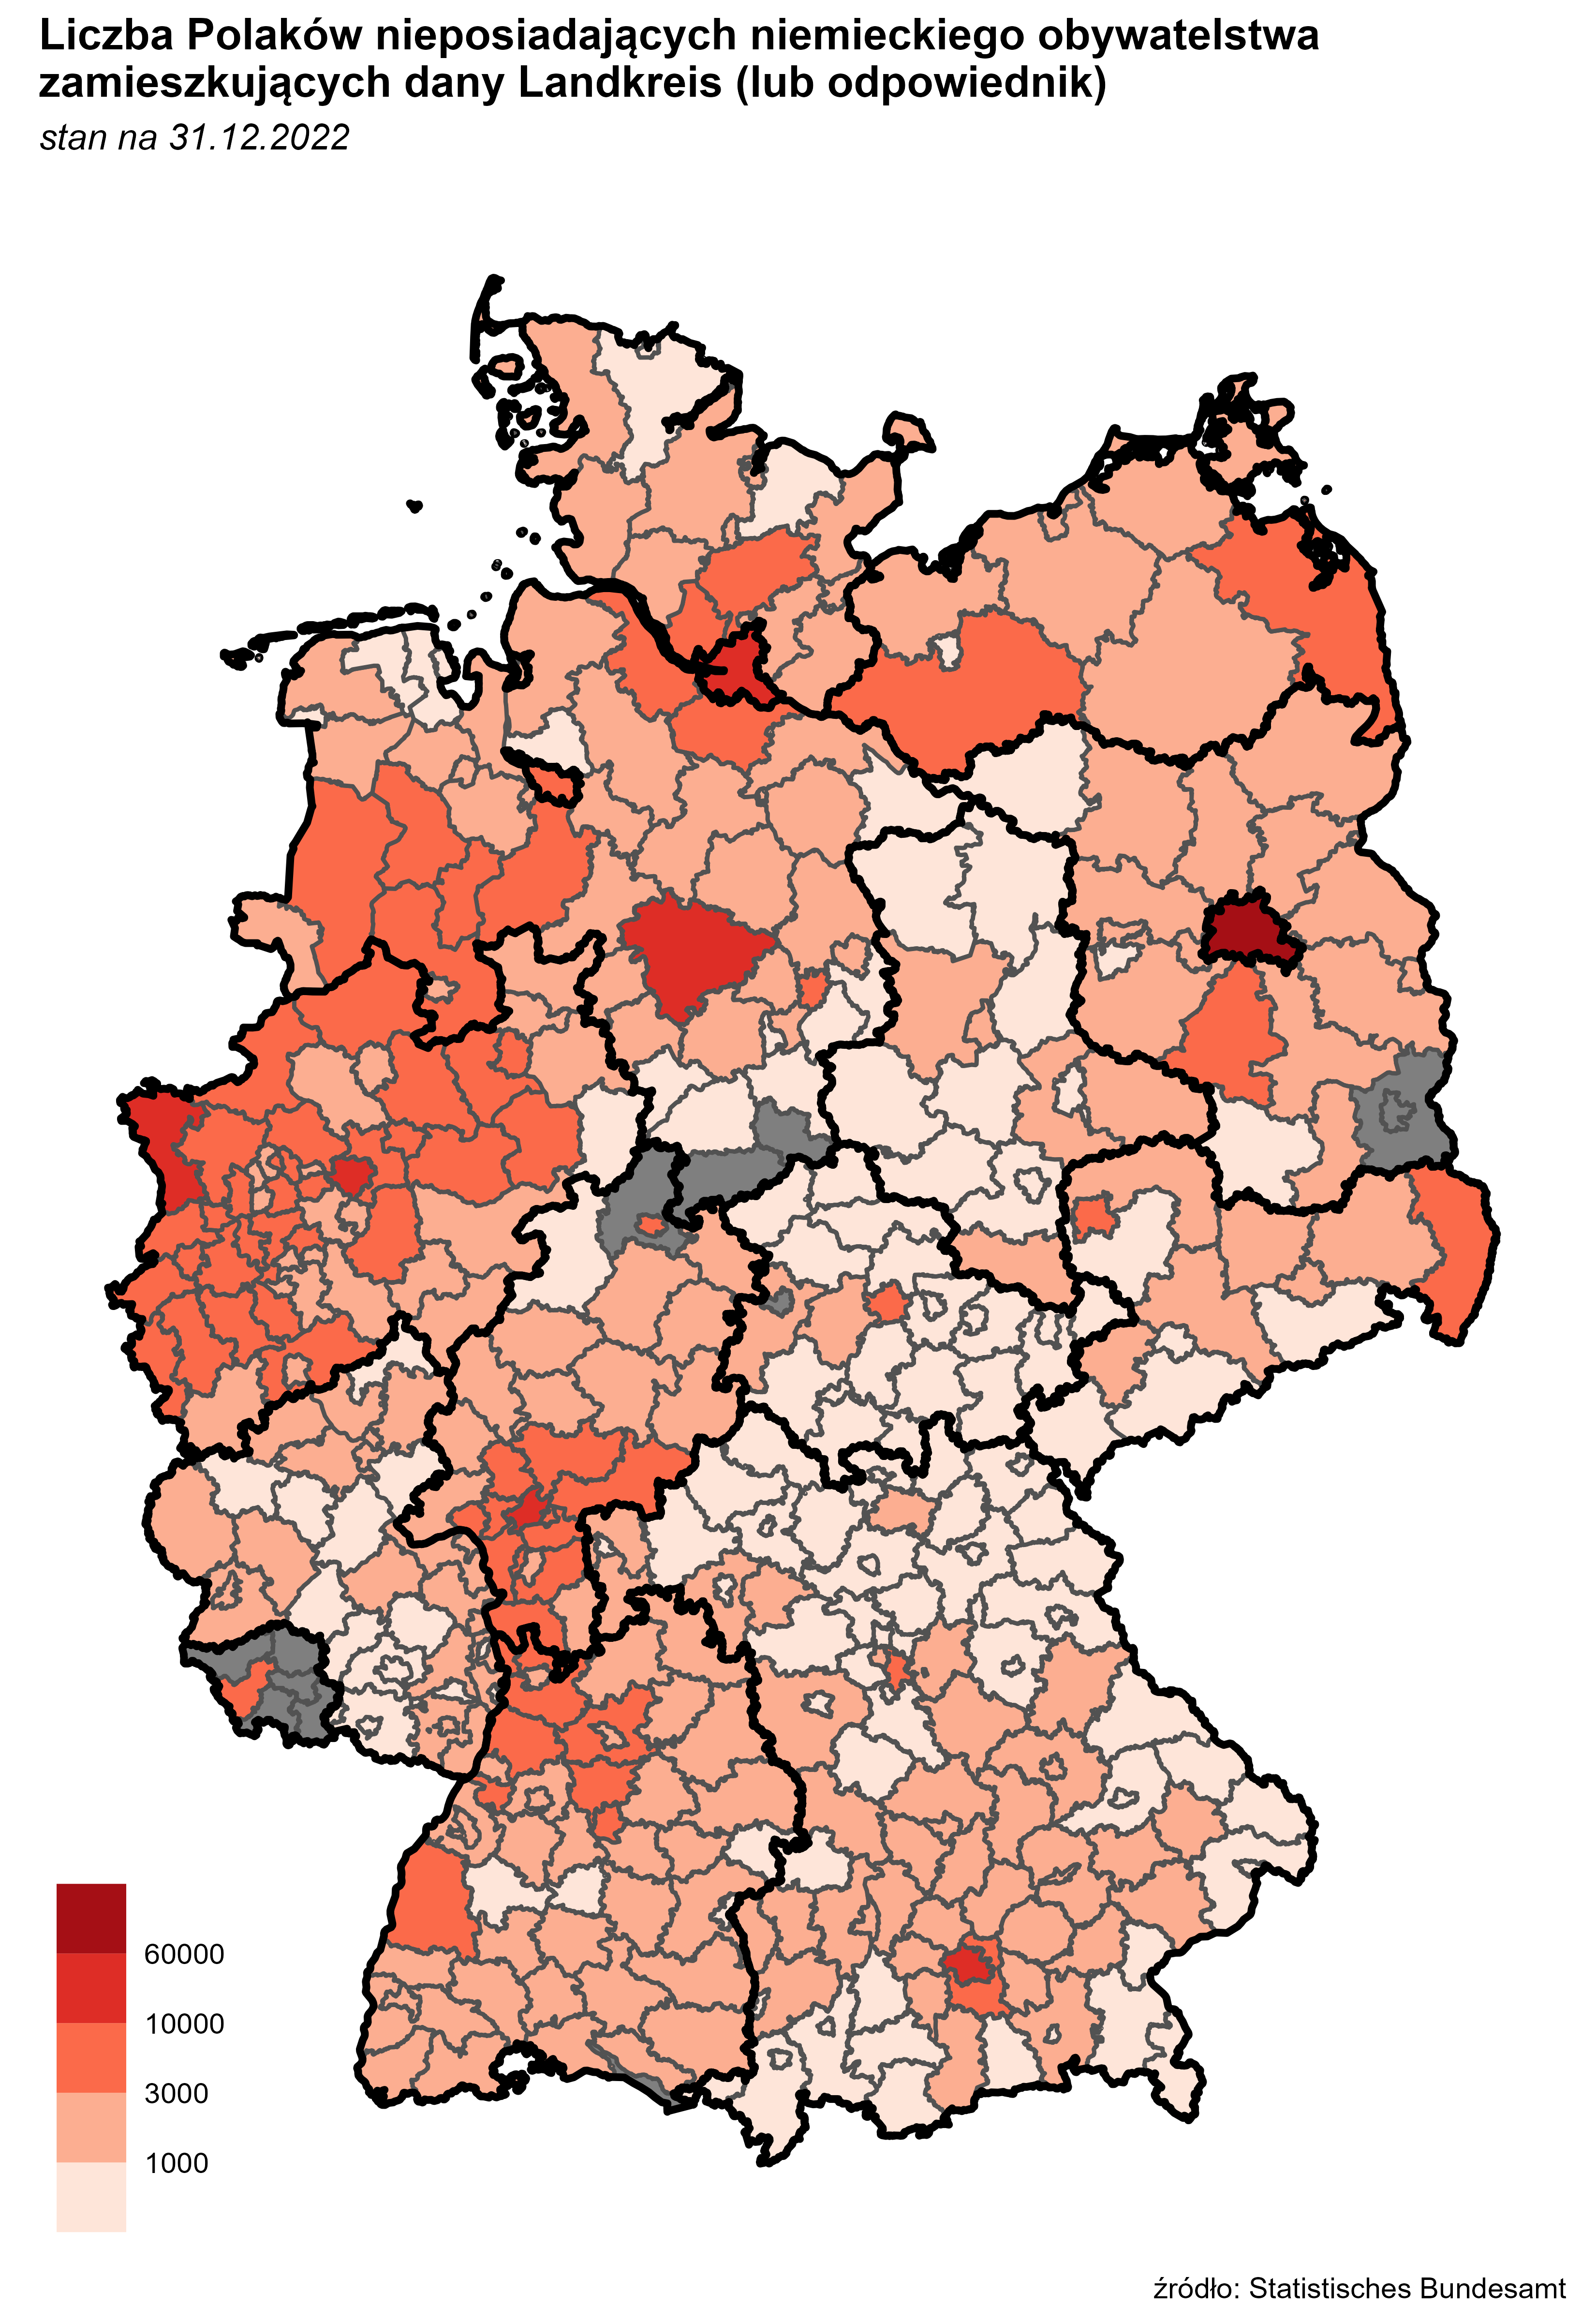 Liczba Polaków nieposiadających niemieckiego obywatelstwa
zamieszkujących dany Landkreis (lub odpowiednik)
stan na 31.12.2022
60000
10000
3000
1000
źródło: Statistisches Bundesamt